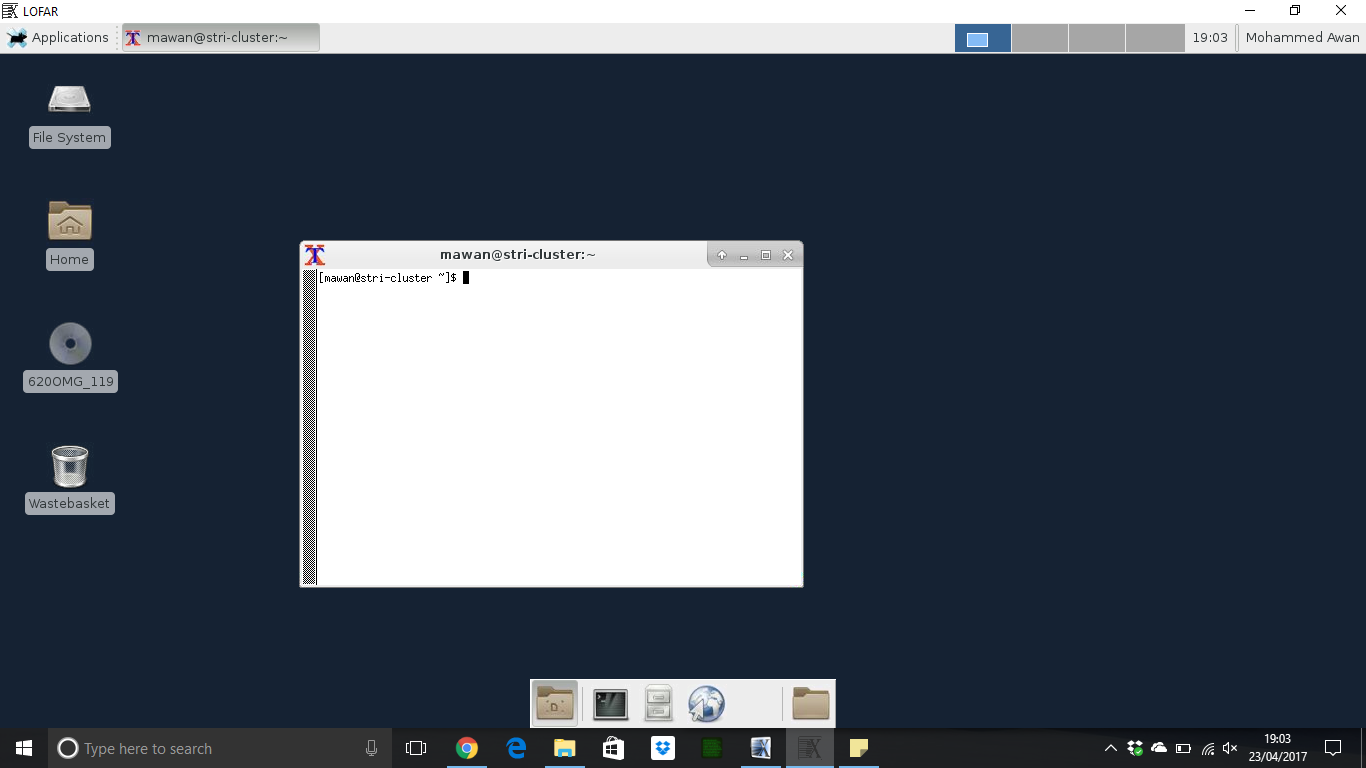 LOFAR
Applications
mawan@stri-cluster:~
19:03
Mohammed Awan
File System
Home
620OMG_119
Wastebasket
mawan@stri-cluster:~
[mawan@stri-cluster ~]$
Type here to search
19:03
23/04/2017